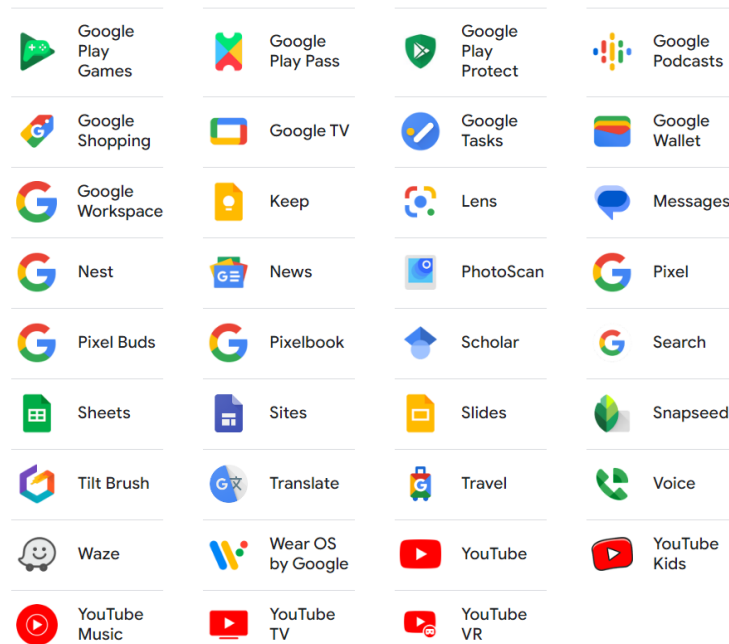 Google
Play
Games
Google
Play Pass
Google
Play
Protect
Google
Podcasts
Google
Shopping
Google TV
Google
Tasks
Google
Wallet
Google
Workspace
Keep
Lens
Messages
Nest
News
PhotoScan
Pixel
Pixel Buds
Pixelbook
Scholar
Search
Sheets
Sites
Slides
Snapseed
Tilt Brush
Translate
Travel
Voice
Waze
Wear OS
by Google
YouTube
YouTube
Kids
YouTube
Music
YouTube
TV
YouTube
VR